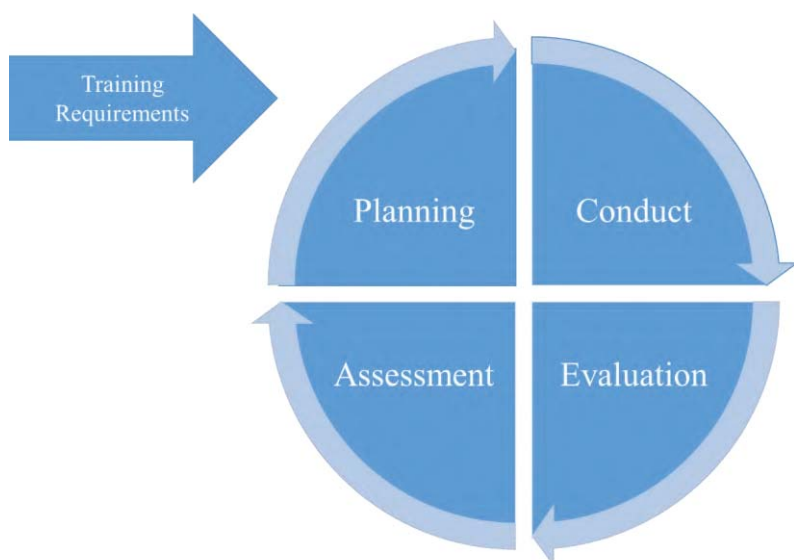 Training
Requirements
Planning
Conduct
Assessment
Evaluation